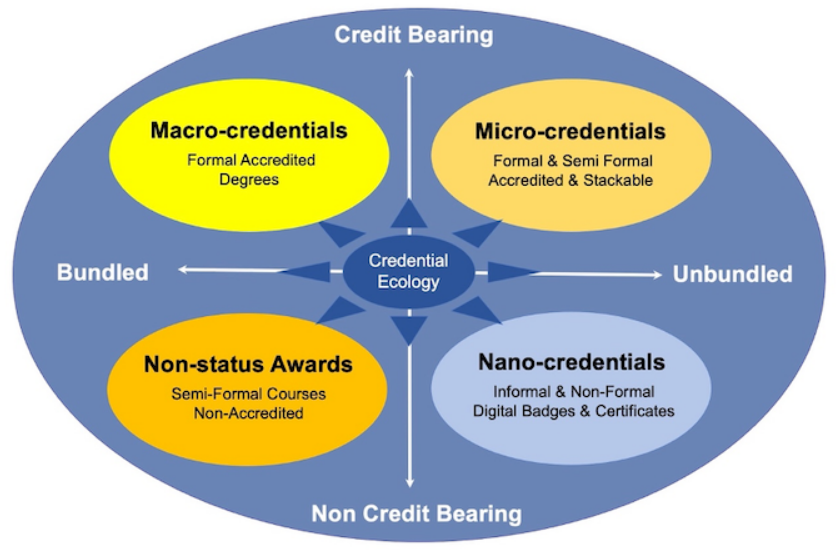 Credit Bearing
Macro-credentials
Formal Accredited
Degrees
Micro-credentials
Formal & Semi Formal
Accredited & Stackable
Bundled
Credential
Ecology
Unbundled
Non-status Awards
Semi-Formal Courses
Non-Accredited
Nano-credentials
Informal & Non-Formal
Digital Badges & Certificates
Non Credit Bearing